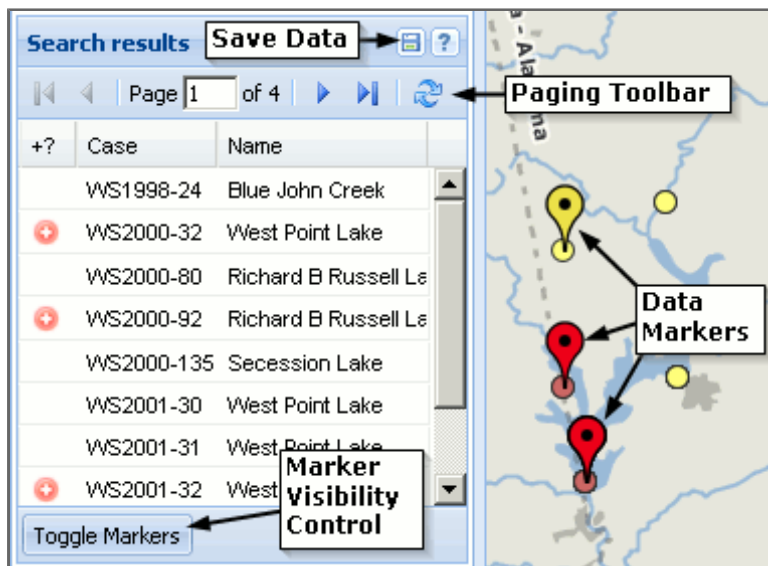 Search results
Save Data
?
Page 1 of 4
Paging Toolbar
+? Case Name
WS1998-24 Blue John Creek
WS2000-32 West Point Lake
WS2000-80 Richard B Russell La
WS2000-92 Richard B Russell La
WS2000-135 Secession Lake
WS2001-30 West Point Lake
WS2001-31 West Point Lake
WS2001-32 West
Marker
Visibility
Control
Toggle Markers
Data
Markers